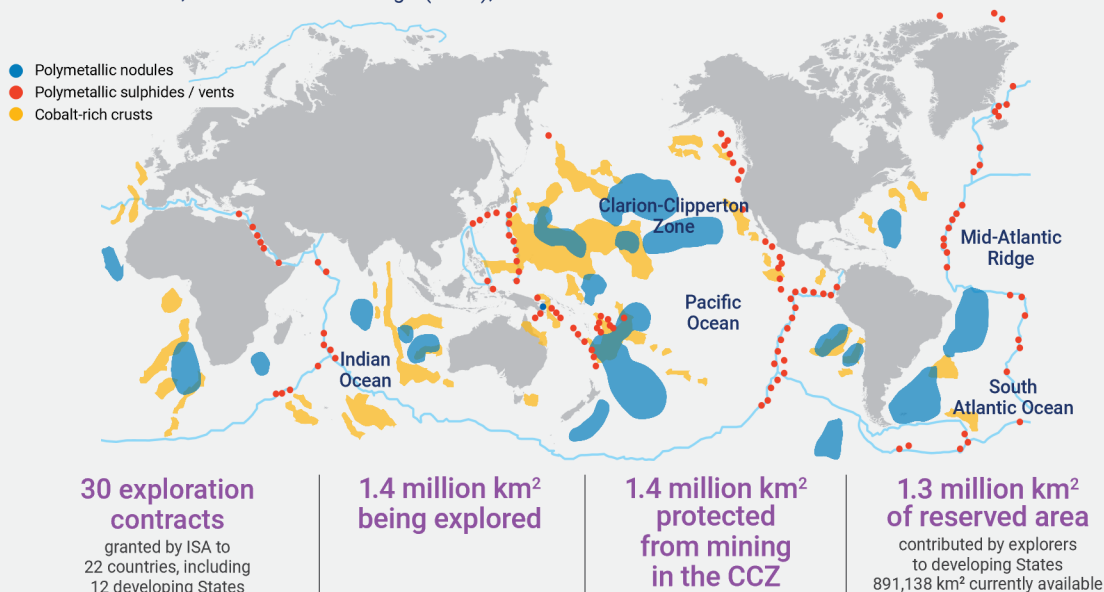 Polymetallic nodules
Polymetallic sulphides / vents
Cobalt-rich crusts
Clarion-Clipperton
Zone
Mid-Atlantic
Ridge
Pacific
Ocean
Indian
Ocean
South
Atlantic Ocean
30 exploration
contracts
granted by ISA to
22 countries, including
12 developing States
1.4 million km²
being explored
1.4 million km²
protected
from mining
in the CCZ
1.3 million km²
of reserved area
contributed by explorers
to developing States
891,138 km² currently available